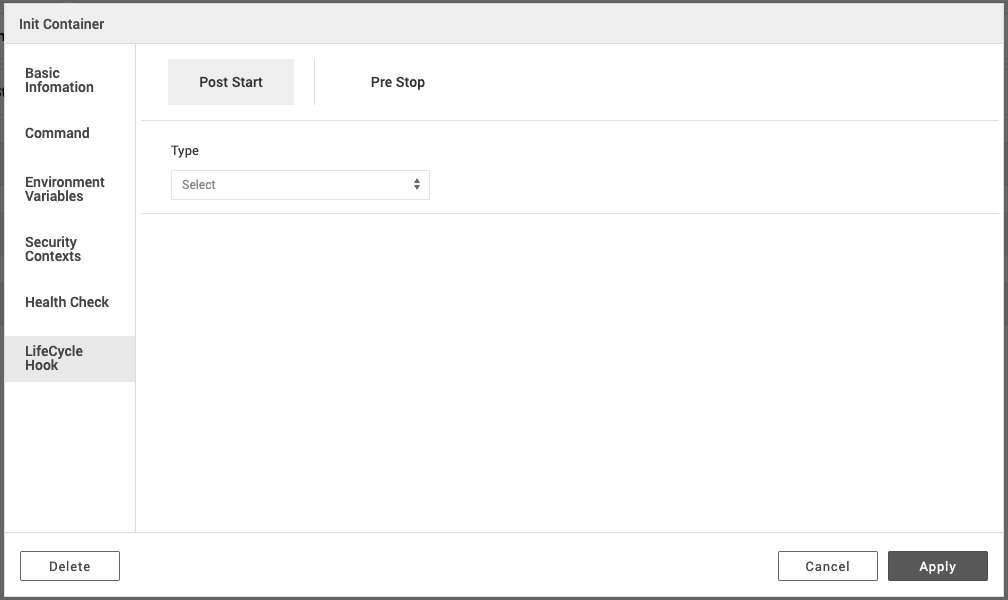 Init Container
Basic
Infomation
Command
Environment
Variables
Security
Contexts
Health Check
LifeCycle
Hook
Post Start
Pre Stop
Type
Select
Delete
Cancel
Apply